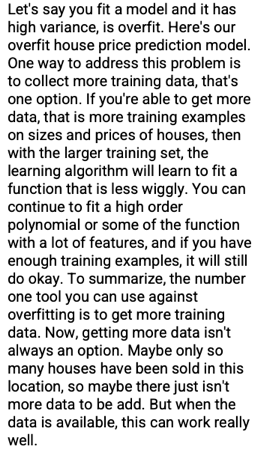 Let's say you fit a model and it has
high variance, is overfit. Here's our
overfit house price prediction model.
One way to address this problem is
to collect more training data, that's
one option. If you're able to get more
data, that is more training examples
on sizes and prices of houses, then
with the larger training set, the
learning algorithm will learn to fit a
function that is less wiggly. You can
continue to fit a high order
polynomial or some of the function
with a lot of features, and if you have
enough training examples, it will still
do okay. To summarize, the number
one tool you can use against
overfitting is to get more training
data. Now, getting more data isn't
always an option. Maybe only so
many houses have been sold in this
location, so maybe there just isn't
more data to be add. But when the
data is available, this can work really
well.